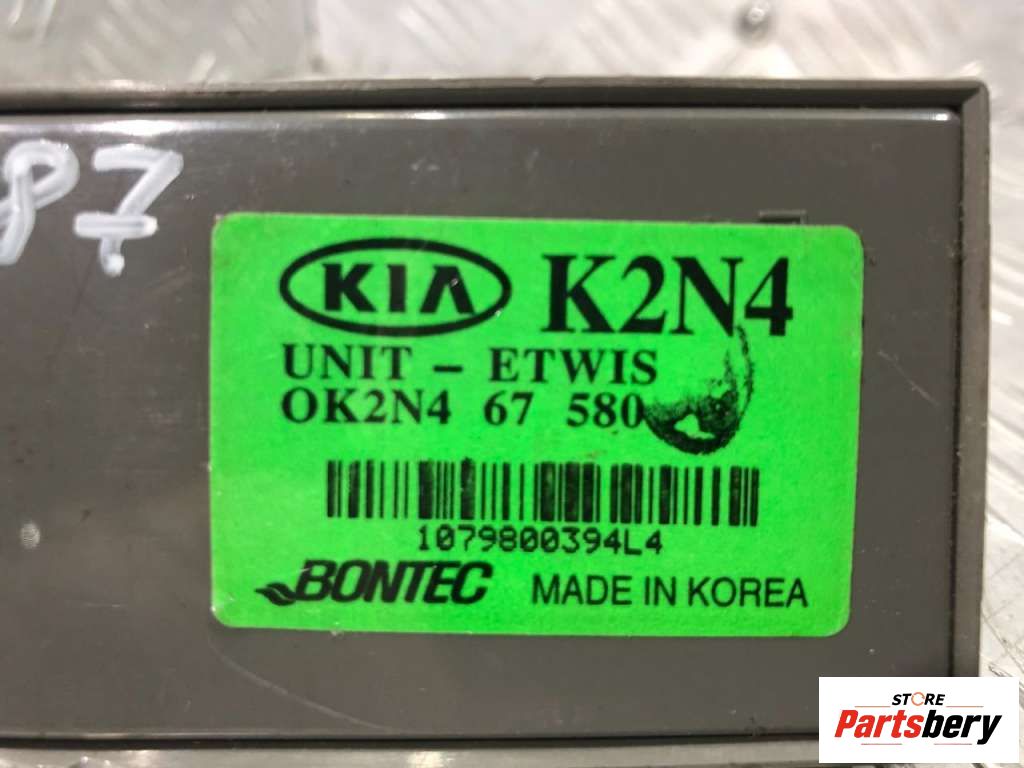 87
KIA K2N4
UNIT - ETWIS
OK2N4 67 580
1079800394L4
BONTEC MADE IN KOREA
STORE
Partsbery